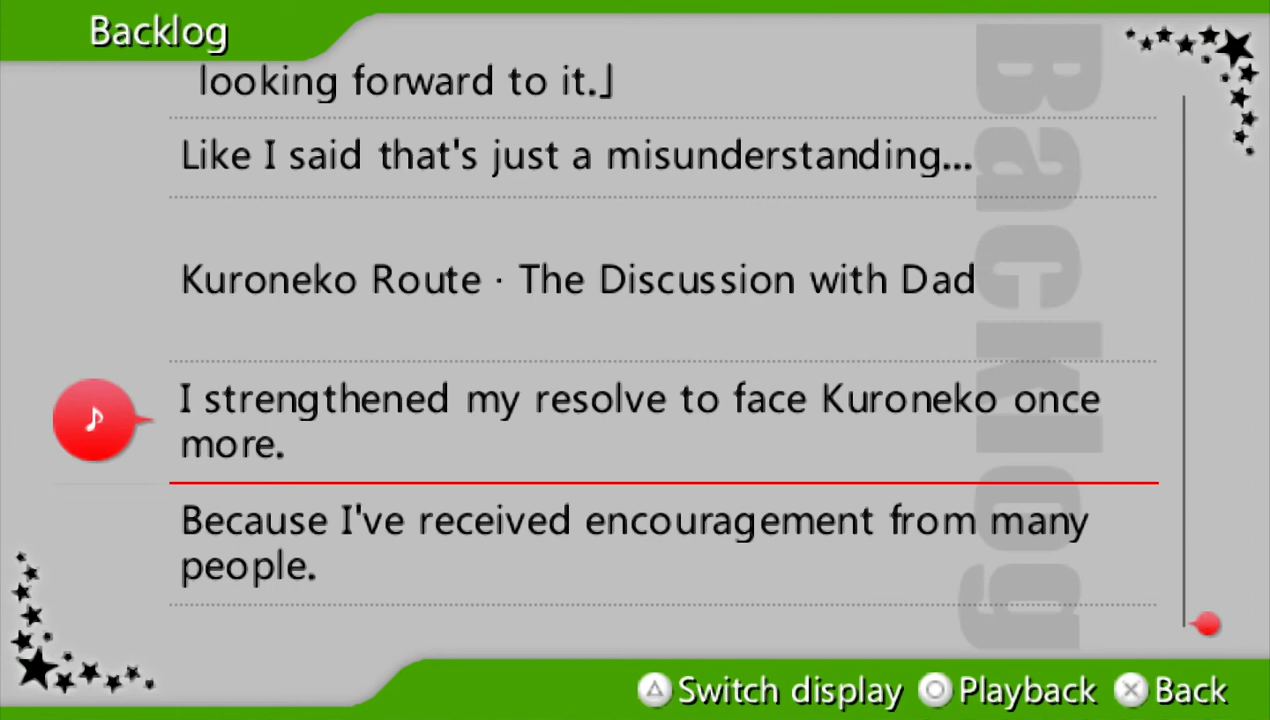 Backlog
looking forward to it.」
Like I said that's just a misunderstanding...
Kuroneko Route · The Discussion with Dad
I strengthened my resolve to face Kuroneko once
more.
Because I've received encouragement from many
people.
Backlog
Switch display Playback Back